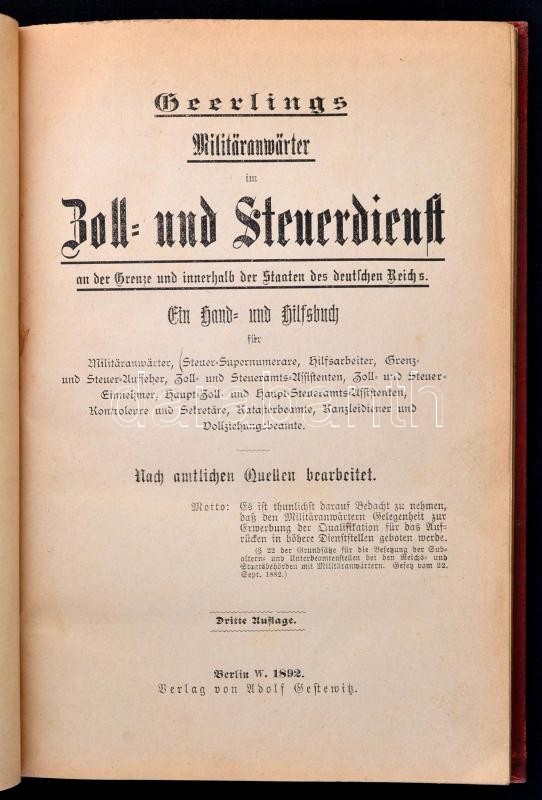 Geerlings
Militäranwärter
im
Zoll- und Steuerdienst
an der Grenze und innerhalb der Staaten des deutschen Reichs.
Ein Hand- und Hilfsbuch
für
Militäranwärter, (Steuer-Supernumerare, Hilfsarbeiter, Grenz-
und Steuer-Aufseher, Zoll- und Steueramts-Assistenten, Zoll- und Steuer-
Einnehmer, Haupt-Zoll- und Haupt-Steueramts-Assistenten,
Kontroleure und Sekretäre, Katasterbeamte, Kanzleidiener und
Vollziehungsbeamte.
Nach amtlichen Quellen bearbeitet.
Motto: Es ist thunlichst darauf Bedacht zu nehmen,
daß den Militäranwärtern Gelegenheit zur
Erwerbung der Qualifikation für das Auf-
rücken in höhere Dienststellen geboten werde.
(§ 22 der Grundsätze für die Besetzung der Sub-
altern- und Unterbeamtenstellen bei den Reichs- und
Staatsbehörden mit Militäranwärtern. Gesetz vom 22.
Sept. 1882.)
Dritte Auflage.
Berlin W. 1892.
Verlag von Adolf Gestewitz.
darabanth